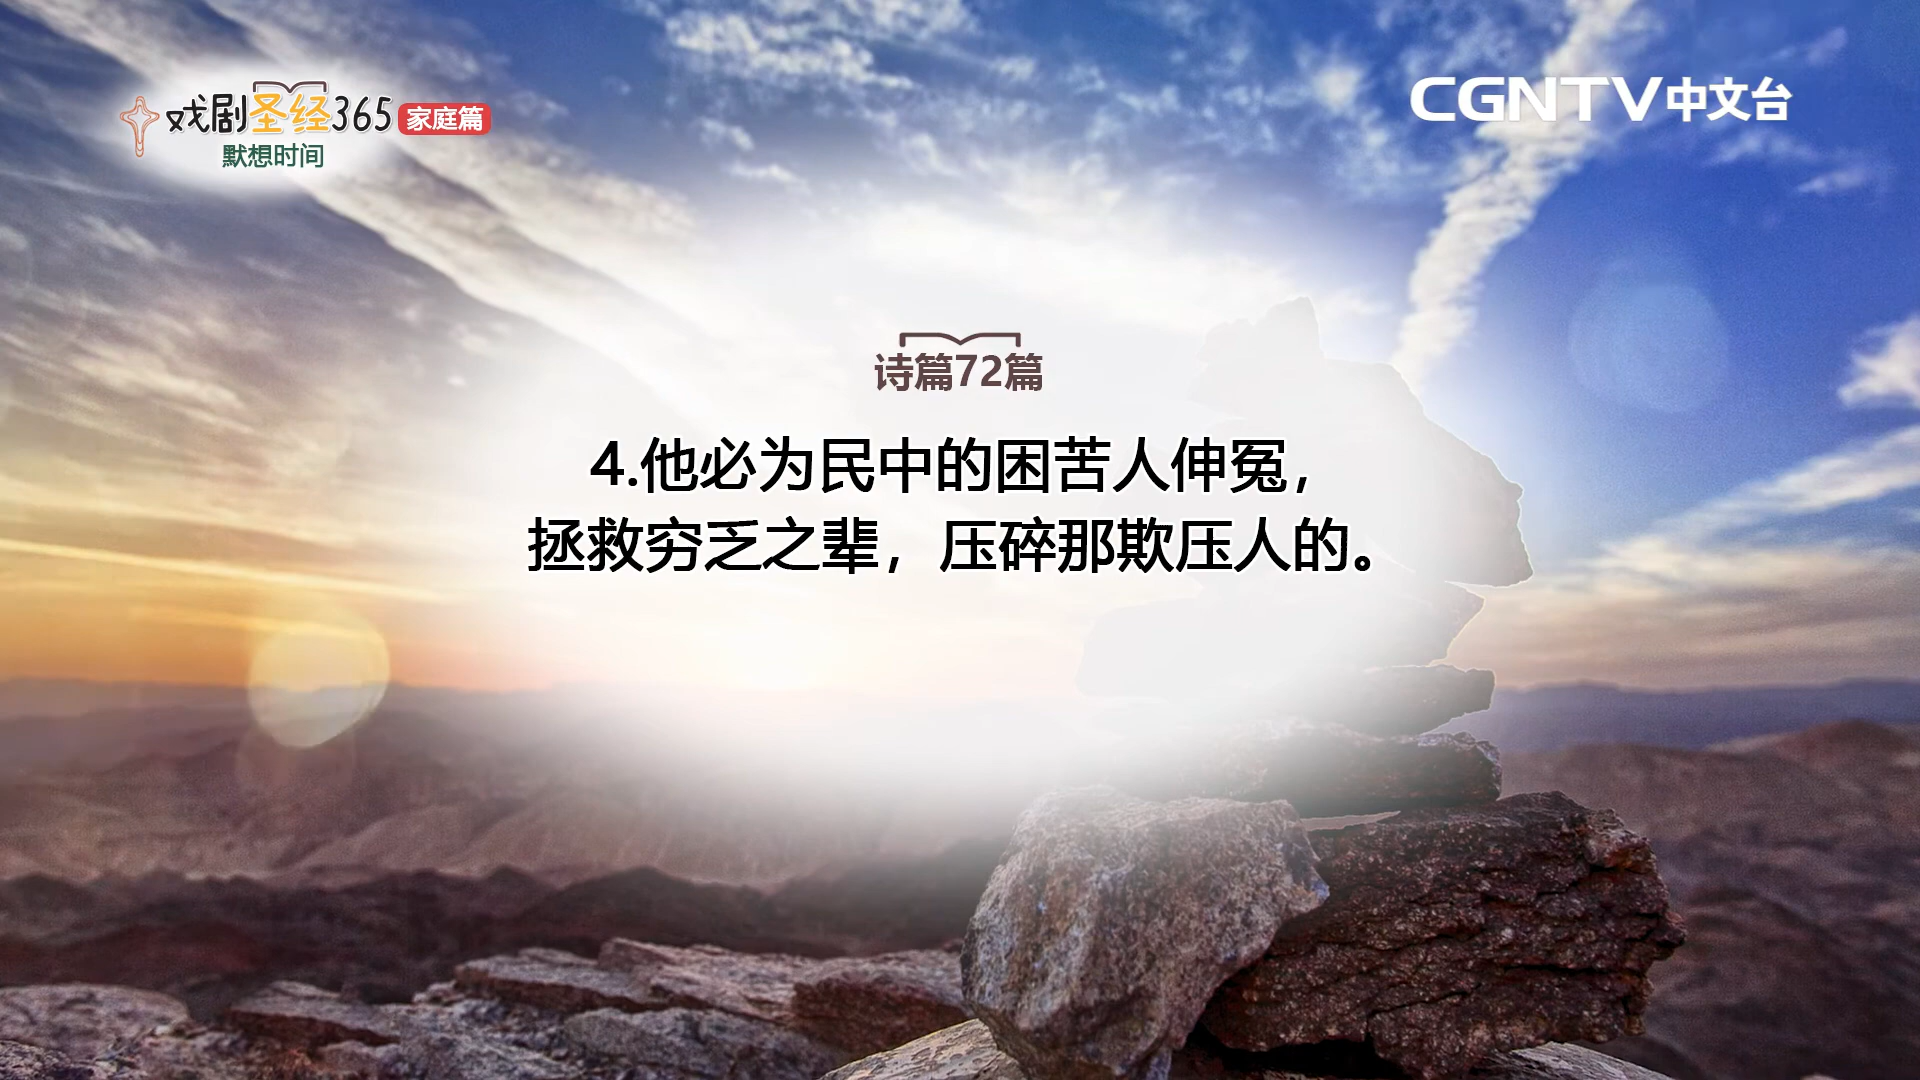 戏剧圣经365 家庭篇
默想时间
CGNTV中文台
诗篇72篇
4.他必为民中的困苦人伸冤，
拯救穷乏之辈，压碎那欺压人的。